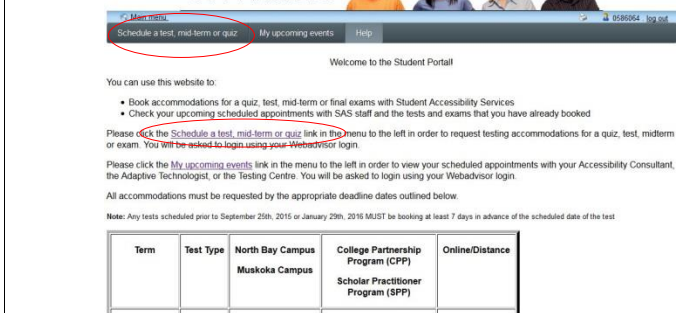 Main menu
0586064 log out
Schedule a test, mid-term or quiz My upcoming events Help
Welcome to the Student Portal!
You can use this website to:
• Book accommodations for a quiz, test, mid-term or final exams with Student Accessibility Services
• Check your upcoming scheduled appointments with SAS staff and the tests and exams that you have already booked
Please click the Schedule a test, mid-term or quiz link in the menu to the left in order to request testing accommodations for a quiz, test, midterm
or exam. You will be asked to login using your Webadvisor login.
Please click the My upcoming events link in the menu to the left in order to view your scheduled appointments with your Accessibility Consultant,
the Adaptive Technologist, or the Testing Centre. You will be asked to login using your Webadvisor login.
All accommodations must be requested by the appropriate deadline dates outlined below.
Note: Any tests scheduled prior to September 25th, 2015 or January 29th, 2016 MUST be booking at least 7 days in advance of the scheduled date of the test
Term Test Type North Bay Campus College Partnership Online/Distance
Program (CPP)
Muskoka Campus
Scholar Practitioner
Program (SPP)